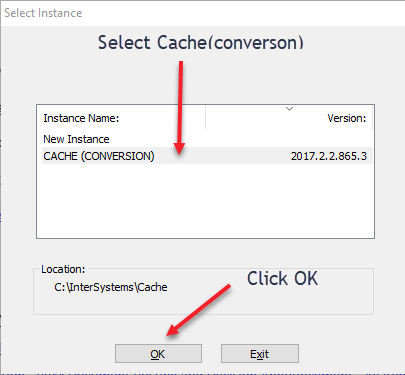 Select Instance
Select Cache(converson)
Instance Name: Version:
New Instance
CACHE (CONVERSION) 2017.2.2.865.3
Location:
C:\InterSystems\Cache
Click OK
OK Exit